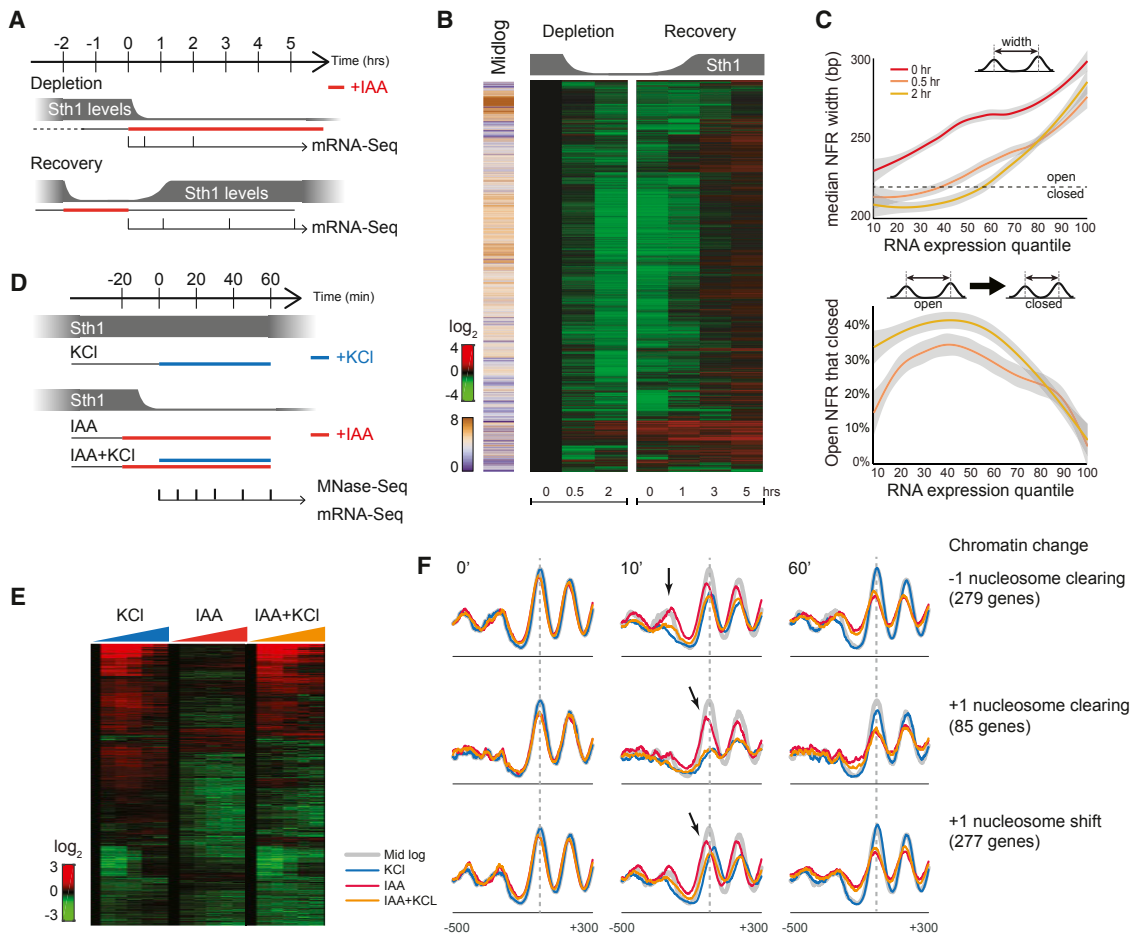 A
-2 -1 0 1 2 3 4 5 Time (hrs)
Depletion
+IAA
Sth1 levels
mRNA-Seq
Recovery
Sth1 levels
mRNA-Seq
B
Midlog
Depletion Recovery
Sth1
log2
4
0
-4
8
0
0 0.5 2 0 1 3 5 hrs
C
width
median NFR width (bp)
300
250
200
0 hr
0.5 hr
2 hr
open
closed
10 20 30 40 50 60 70 80 90 100
RNA expression quantile
open closed
Open NFR that closed
40%
30%
20%
10%
0%
10 20 30 40 50 60 70 80 90 100
RNA expression quantile
D
-20 0 20 40 60 Time (min)
Sth1
KCl
+KCl
Sth1
IAA
+IAA
IAA+KCl
MNase-Seq
mRNA-Seq
E
KCl IAA IAA+KCl
log2
3
0
-3
F
0' 10' 60'
Chromatin change
-1 nucleosome clearing
(279 genes)
+1 nucleosome clearing
(85 genes)
+1 nucleosome shift
(277 genes)
Mid log
KCl
IAA
IAA+KCL
-500 +300 -500 +300 -500 +300